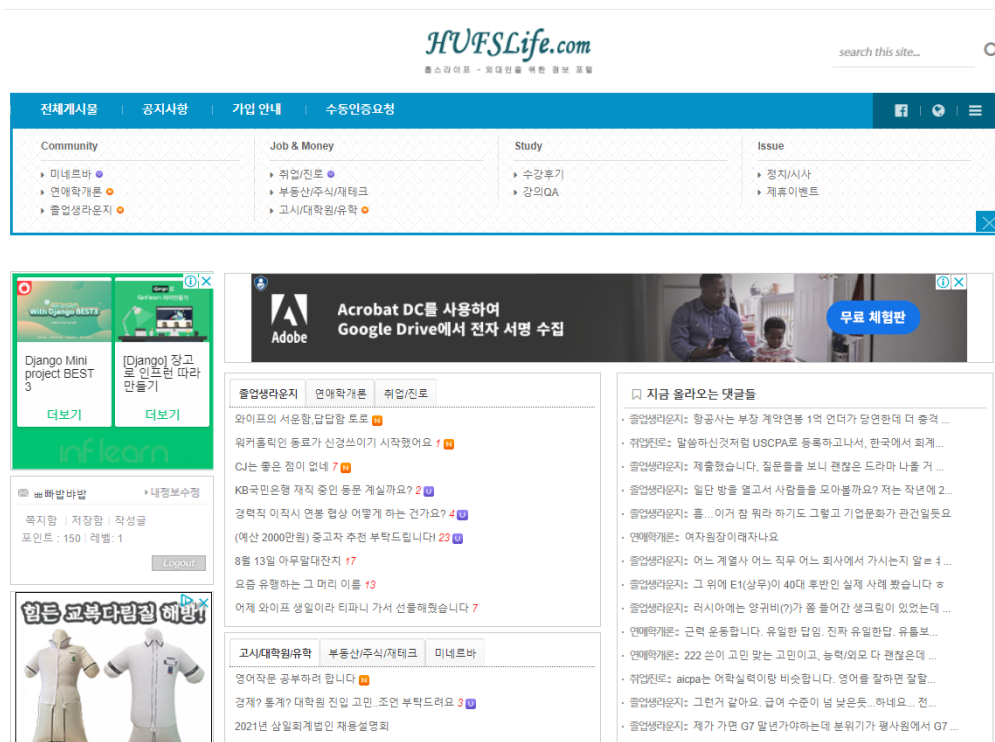 HUFSLife.com
훕스라이프 - 외대인을 위한 정보 포털
search this site...
전체게시물 공지사항 가입 안내 수동인증요청
Community Job & Money Study Issue
미네르바 취업/진로 수강후기 정치/시사
연애학개론 부동산/주식/재테크 강의QA 제휴이벤트
졸업생라운지 고시/대학원/유학
With Django BEST3
Django Mini project BEST 3
더보기
[Django] 장고로 인프런 따라만들기
더보기
inflearn
Adobe
Acrobat DC를 사용하여
Google Drive에서 전자 서명 수집
무료 체험판
빠밥바밥 내정보수정
쪽지함 저장함 작성글
포인트 : 150 레벨: 1
Logout
힘든 교복다림질 해방!
졸업생라운지 연애학개론 취업/진로
와이프의 서운함,답답함 토로 N
워커홀릭인 동료가 신경쓰이기 시작했어요 1 N
CJ는 좋은 점이 없네 7 N
KB국민은행 재직 중인 동문 계실까요? 2 U
경력직 이직시 연봉 협상 어떻게 하는 건가요? 4 U
(예산 2000만원) 중고차 추천 부탁드립니다! 23 U
8월 13일 아무말대잔치 17
요즘 유행하는 그 머리 이름 13
어제 와이프 생일이라 티파니 가서 선물해줬습니다 7
고시/대학원/유학 부동산/주식/재테크 미네르바
영어작문 공부하려 합니다 N
경제? 통계? 대학원 진입 고민..조언 부탁드려요 3 U
2021년 삼일회계법인 채용설명회
지금 올라오는 댓글들
졸업생라운지: 항공사는 부장 계약연봉 1억 언더가 당연한데 더 충격 ...
취업/진로: 말씀하신것처럼 USCPA로 등록하고나서, 한국에서 회계...
졸업생라운지: 제출했습니다, 질문들을 보니 괜찮은 드라마 나올 거 ...
졸업생라운지: 일단 방을 열고서 사람들을 모아볼까요? 저는 작년에 2...
졸업생라운지: 흠...이거 참 뭐라 하기도 그렇고 기업문화가 관건일듯요
연애학개론: 여자원장이래자나요
졸업생라운지: 어느 계열사 어느 직무 어느 회사에서 가시는지 알ㄹㅕ...
졸업생라운지: 그 위에 E1(상무)이 40대 후반인 실제 사례 봤습니다 ㅎ
졸업생라운지: 러시아에는 양귀비(?)가 쫌 들어간 생크림이 있었는데 ...
연애학개론: 근력 운동합니다. 유일한 답임. 진짜 유일한답. 유튭보...
연애학개론: 222 쓴이 고민 맞는 고민이고, 능력/외모 다 괜찮은데 ...
취업/진로: aicpa는 어학실력이랑 비슷합니다. 영어를 잘하면 잘할...
졸업생라운지: 그런거 같아요. 급여 수준이 넘 낮은듯...하네요... 전...
졸업생라운지: 제가 가면 G7 말년가야하는데 분위기가 평사원에서 G7 ...